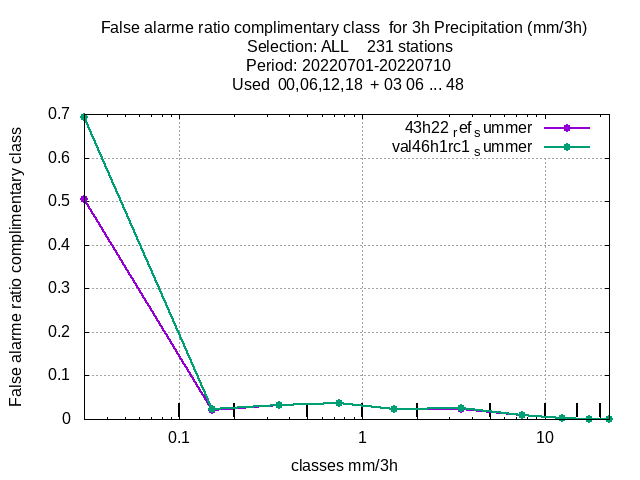 False alarme ratio complimentary class  for 3h Precipitation (mm/3h)
Selection: ALL    231 stations
Period: 20220701-20220710
Used  00,06,12,18  + 03 06 ... 48
43h22 ref summer
val46h1rc1 summer
False alarme ratio complimentary class
0.7
0.6
0.5
0.4
0.3
0.2
0.1
0
0.1 1 10
classes mm/3h